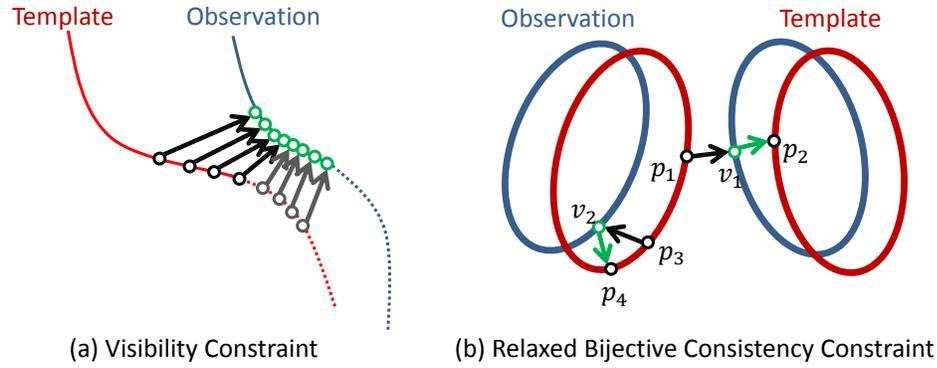 Template Observation
Observation Template
p₁
v₁
p₂
v₂
p₃
p₄
(a) Visibility Constraint
(b) Relaxed Bijective Consistency Constraint